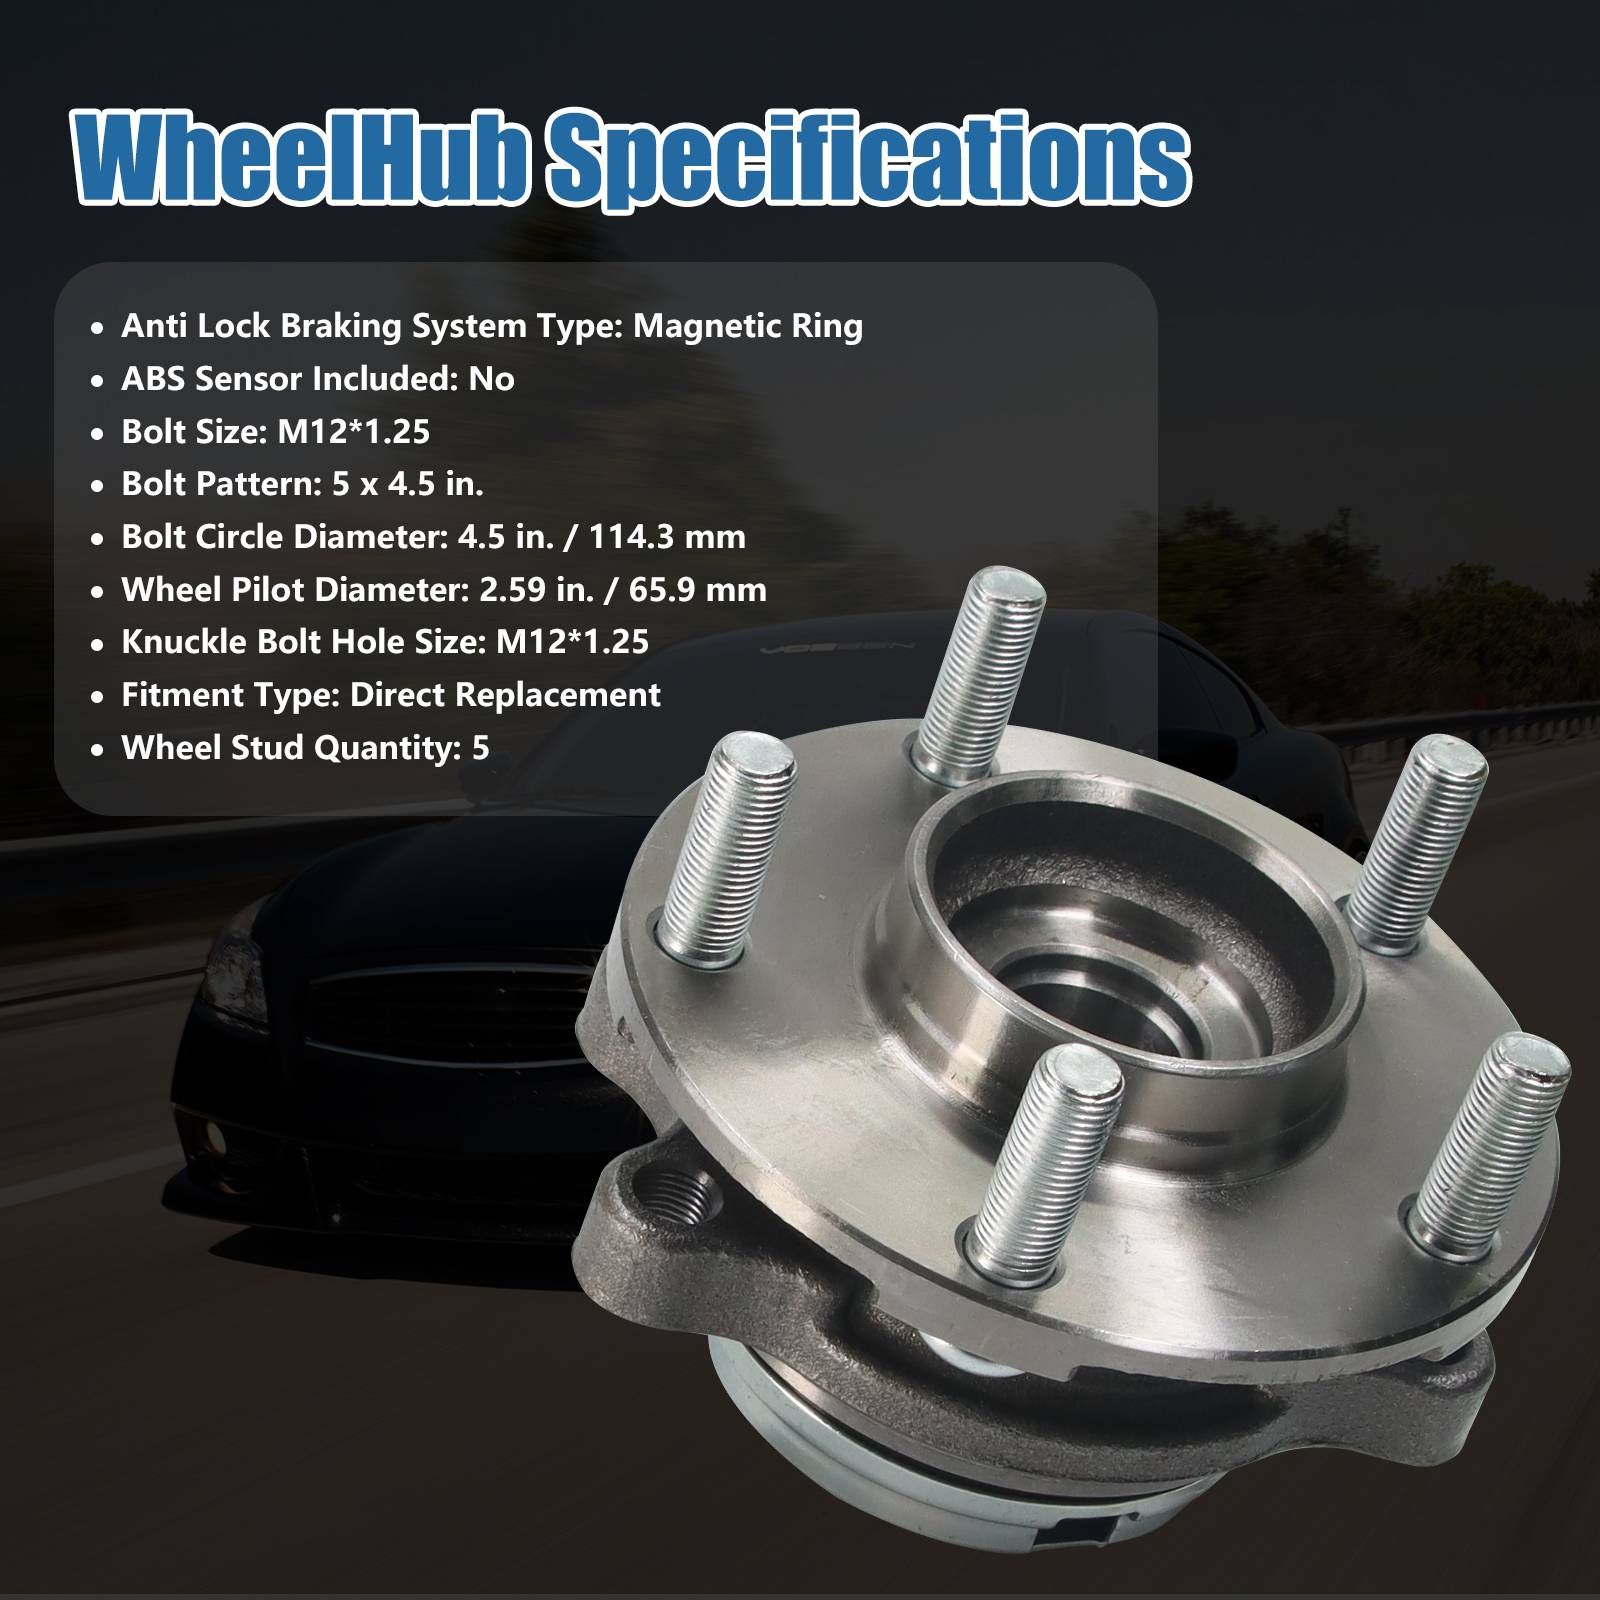 WheelHub Specifications
• Anti Lock Braking System Type: Magnetic Ring
• ABS Sensor Included: No
• Bolt Size: M12*1.25
• Bolt Pattern: 5 x 4.5 in.
• Bolt Circle Diameter: 4.5 in. / 114.3 mm
• Wheel Pilot Diameter: 2.59 in. / 65.9 mm
• Knuckle Bolt Hole Size: M12*1.25
VOSSEN
• Fitment Type: Direct Replacement
• Wheel Stud Quantity: 5